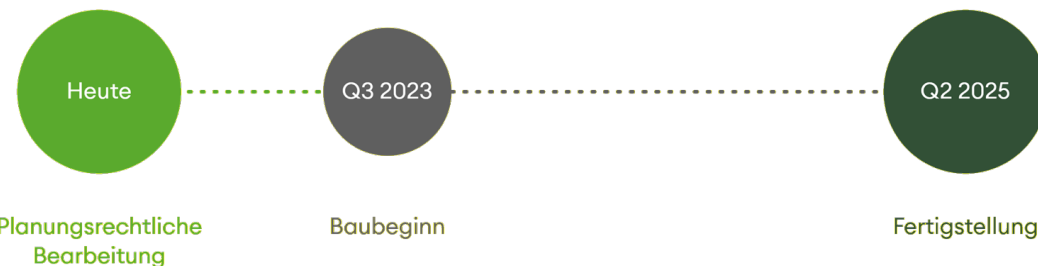 Heute
Q3 2023
Q2 2025
Planungsrechtliche
Bearbeitung
Baubeginn
Fertigstellung